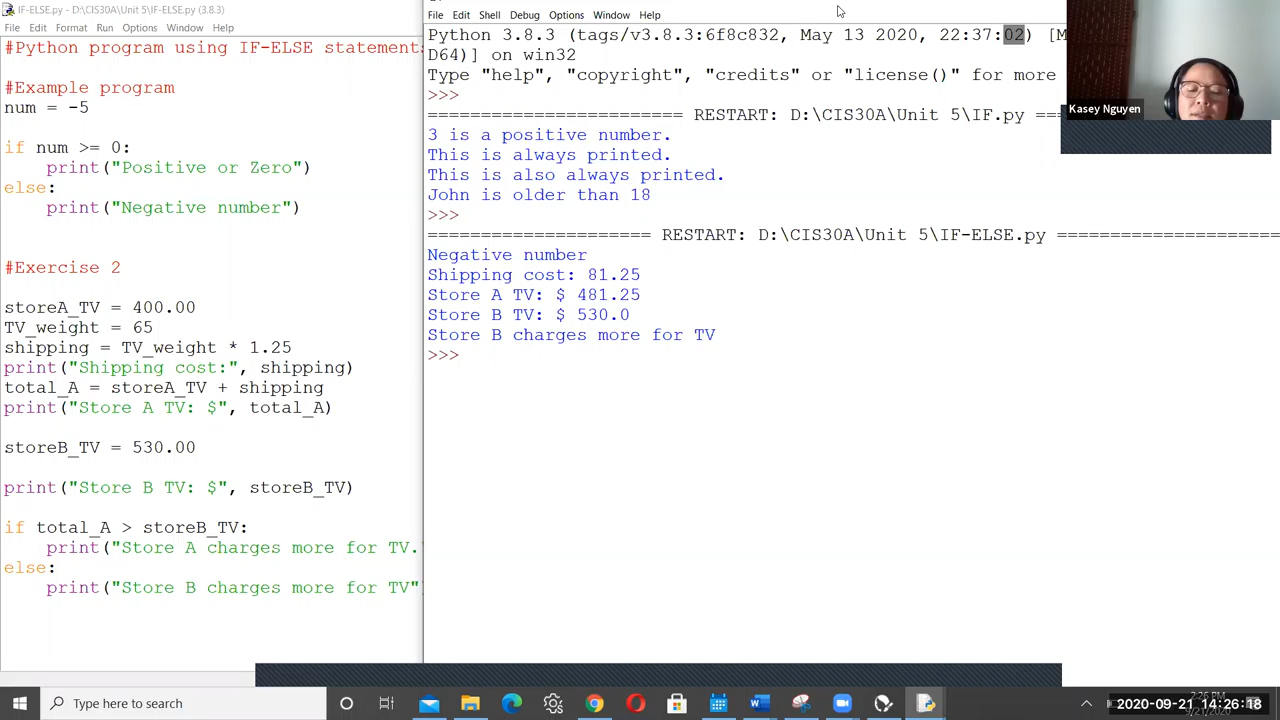 IF-ELSE.py - D:\CIS30A\Unit 5\IF-ELSE.py (3.8.3)
File Edit Format Run Options Window Help
#Python program using IF-ELSE statements
#Example program
num = -5
if num >= 0:
print("Positive or Zero")
else:
print("Negative number")
#Exercise 2
storeA_TV = 400.00
TV_weight = 65
shipping = TV_weight * 1.25
print("Shipping cost:", shipping)
total_A = storeA_TV + shipping
print("Store A TV: $", total_A)
storeB_TV = 530.00
print("Store B TV: $", storeB_TV)
if total_A > storeB_TV:
print("Store A charges more for TV.
else:
print("Store B charges more for TV"
File Edit Shell Debug Options Window Help
Python 3.8.3 (tags/v3.8.3:6f8c832, May 13 2020, 22:37:02) [M
D64)] on win32
Type "help", "copyright", "credits" or "license()" for more
>>>
======================== RESTART: D:\CIS30A\Unit 5\IF.py ==
3 is a positive number.
This is always printed.
This is also always printed.
John is older than 18
>>>
===================== RESTART: D:\CIS30A\Unit 5\IF-ELSE.py =====================
Negative number
Shipping cost: 81.25
Store A TV: $ 481.25
Store B TV: $ 530.0
Store B charges more for TV
>>>
Kasey Nguyen
Type here to search
2:26 PM
9/21/2020
2020-09-21 14:26:18